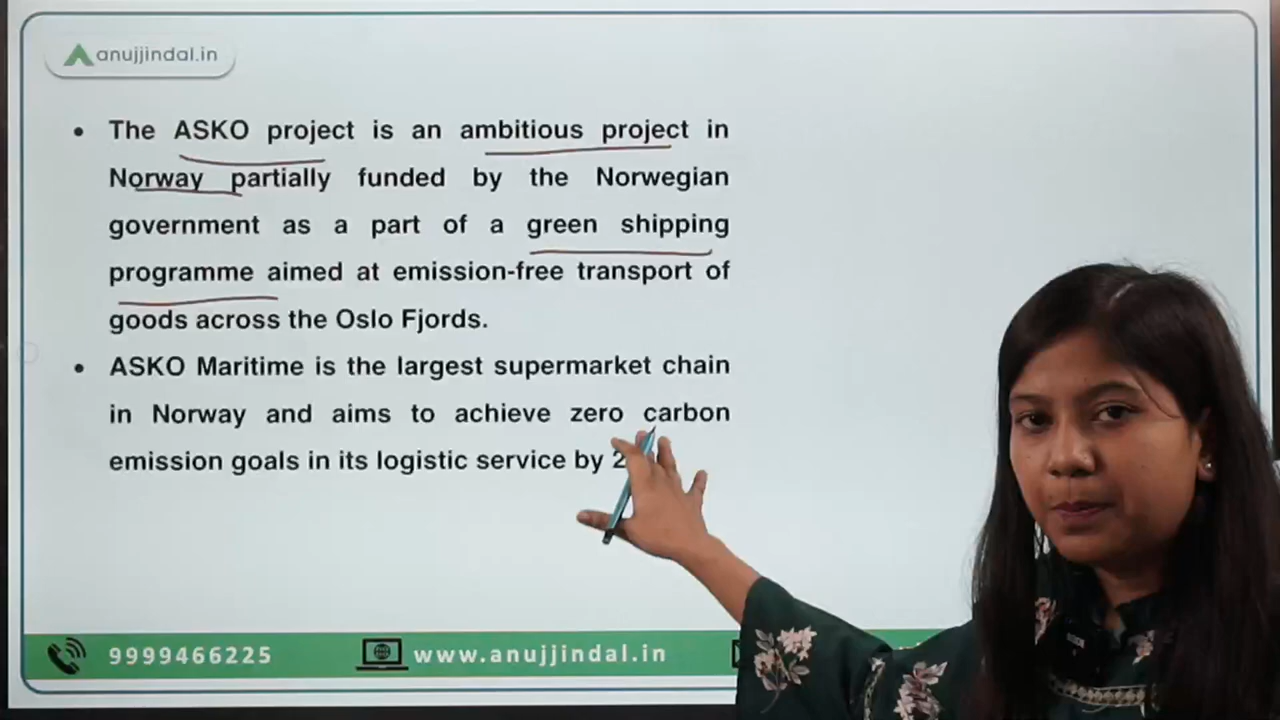 anujjindal.in
• The ASKO project is an ambitious project in
Norway partially funded by the Norwegian
government as a part of a green shipping
programme aimed at emission-free transport of
goods across the Oslo Fjords.
• ASKO Maritime is the largest supermarket chain
in Norway and aims to achieve zero carbon
emission goals in its logistic service by 2
9999466225
www.anujjindal.in